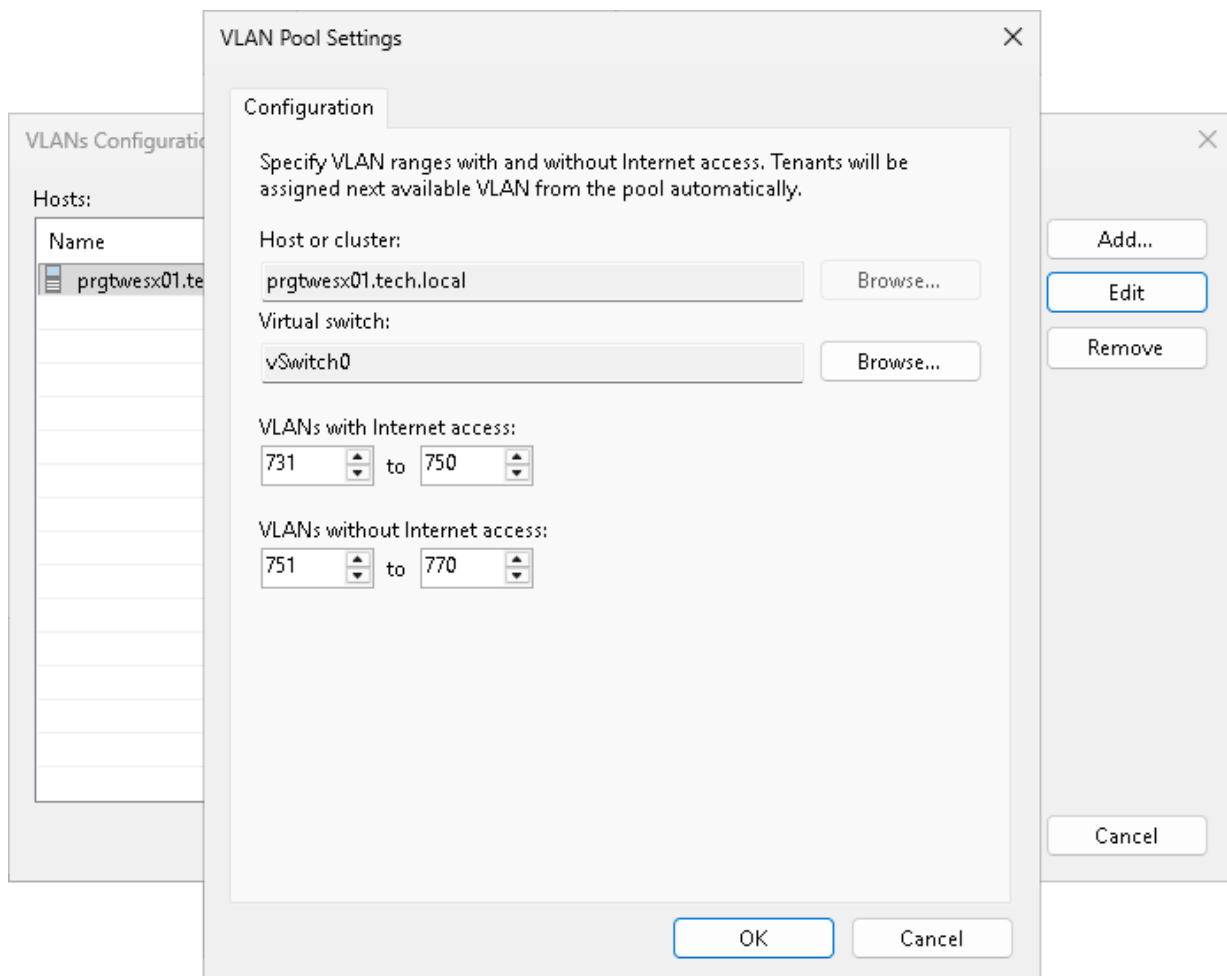 VLAN Pool Settings
Configuration
Specify VLAN ranges with and without Internet access. Tenants will be
assigned next available VLAN from the pool automatically.
Host or cluster:
prgtwesx01.tech.local
Browse...
Virtual switch:
vSwitch0
Browse...
VLANs with Internet access:
731 to 750
VLANs without Internet access:
751 to 770
OK
Cancel
VLANs Configuratio
Hosts:
Name
prgtwesx01.te
Add...
Edit
Remove
Cancel